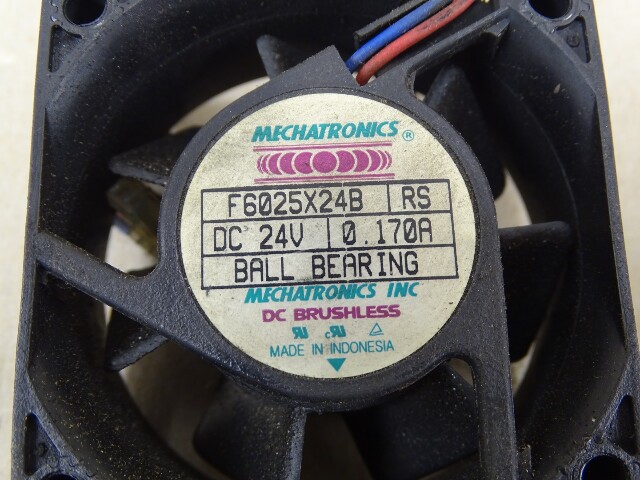 MECHATRONICS®
F6025X24B RS
DC 24V 0.170A
BALL BEARING
MECHATRONICS INC
DC BRUSHLESS
MADE IN INDONESIA